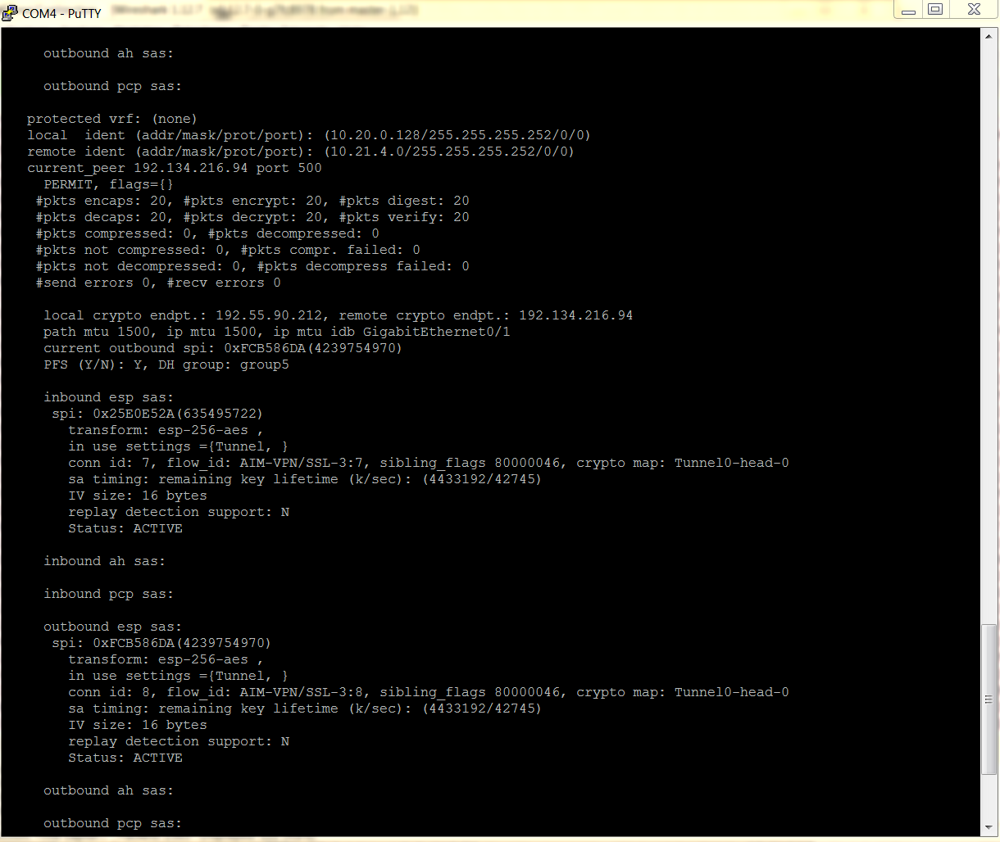 COM4 - PuTTY
outbound ah sas:
outbound pcp sas:
protected vrf: (none)
local  ident (addr/mask/prot/port): (10.20.0.128/255.255.255.252/0/0)
remote ident (addr/mask/prot/port): (10.21.4.0/255.255.255.252/0/0)
current_peer 192.134.216.94 port 500
PERMIT, flags={}
#pkts encaps: 20, #pkts encrypt: 20, #pkts digest: 20
#pkts decaps: 20, #pkts decrypt: 20, #pkts verify: 20
#pkts compressed: 0, #pkts decompressed: 0
#pkts not compressed: 0, #pkts compr. failed: 0
#pkts not decompressed: 0, #pkts decompress failed: 0
#send errors 0, #recv errors 0
local crypto endpt.: 192.55.90.212, remote crypto endpt.: 192.134.216.94
path mtu 1500, ip mtu 1500, ip mtu idb GigabitEthernet0/1
current outbound spi: 0xFCB586DA(4239754970)
PFS (Y/N): Y, DH group: group5
inbound esp sas:
spi: 0x25E0E52A(635495722)
transform: esp-256-aes ,
in use settings ={Tunnel, }
conn id: 7, flow_id: AIM-VPN/SSL-3:7, sibling_flags 80000046, crypto map: Tunnel0-head-0
sa timing: remaining key lifetime (k/sec): (4433192/42745)
IV size: 16 bytes
replay detection support: N
Status: ACTIVE
inbound ah sas:
inbound pcp sas:
outbound esp sas:
spi: 0xFCB586DA(4239754970)
transform: esp-256-aes ,
in use settings ={Tunnel, }
conn id: 8, flow_id: AIM-VPN/SSL-3:8, sibling_flags 80000046, crypto map: Tunnel0-head-0
sa timing: remaining key lifetime (k/sec): (4433192/42745)
IV size: 16 bytes
replay detection support: N
Status: ACTIVE
outbound ah sas:
outbound pcp sas: